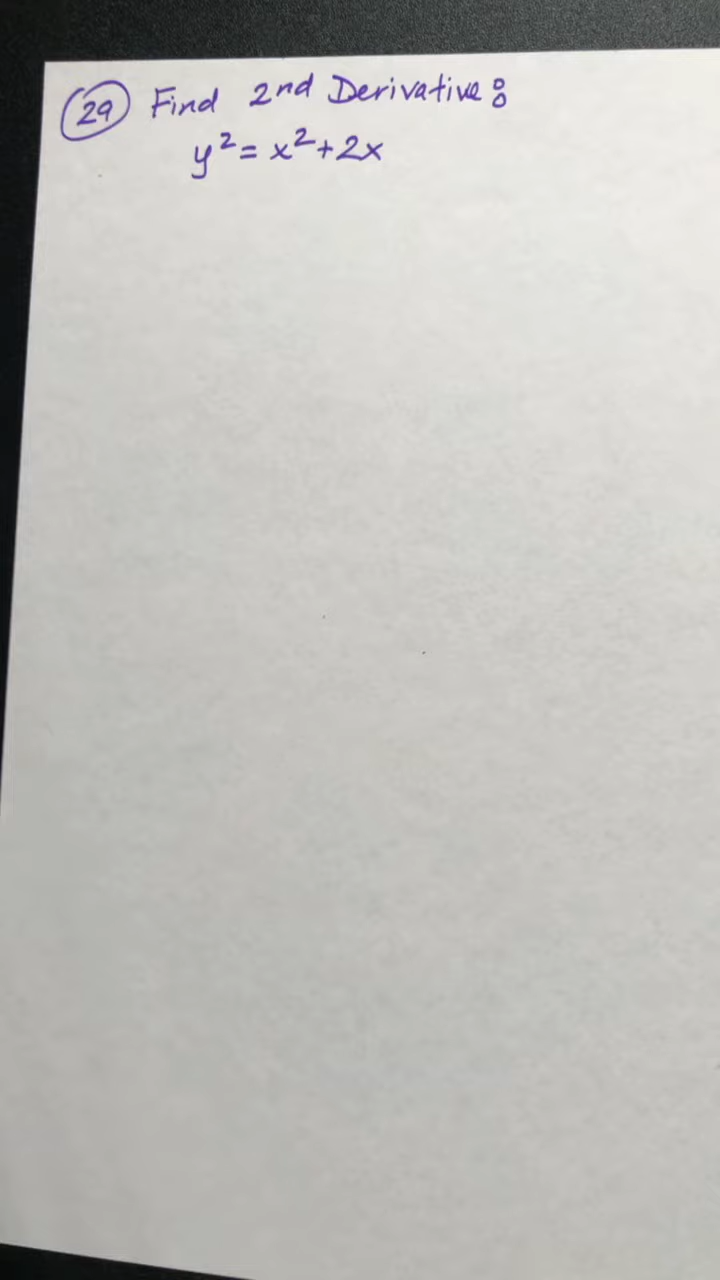 29 Find 2nd Derivative:
y² = x² + 2x